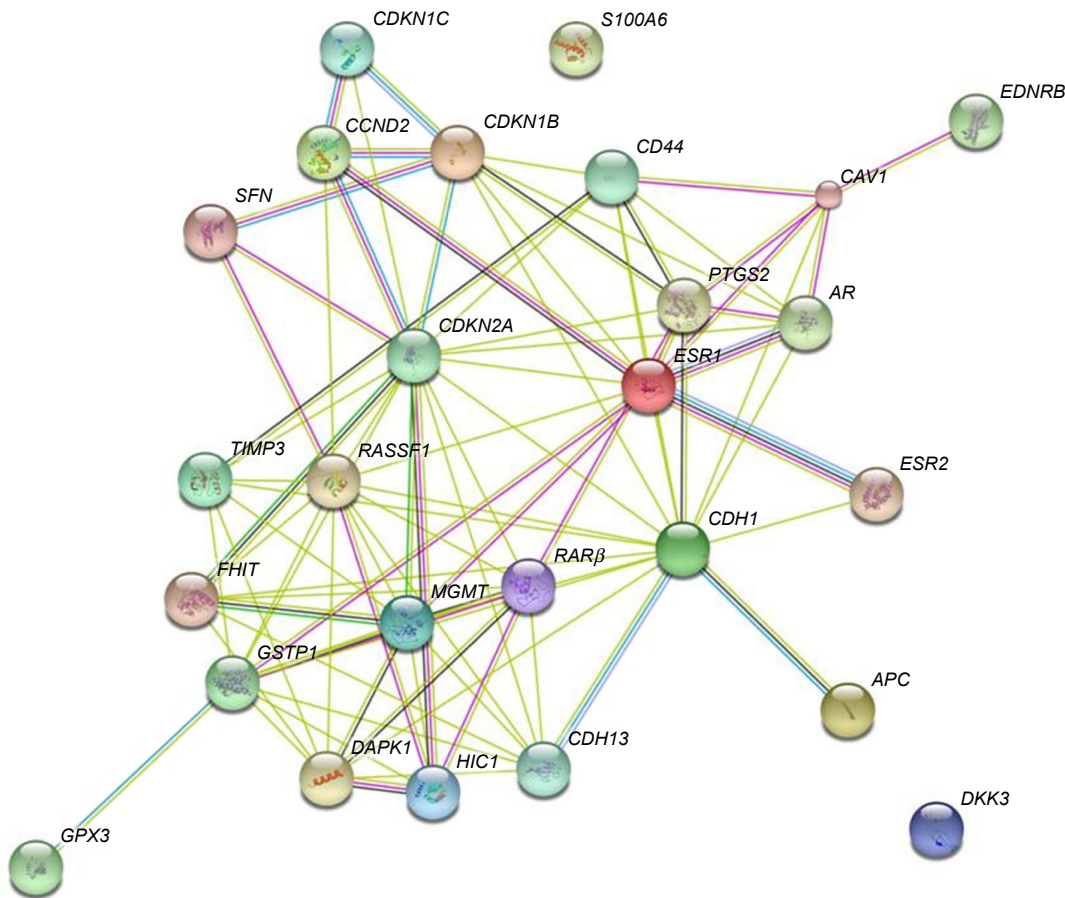 CDKN1C
S100A6
EDNRB
CCND2
CDKN1B
CD44
CAV1
SFN
PTGS2
AR
CDKN2A
ESR1
TIMP3
RASSF1
ESR2
CDH1
FHIT
MGMT
RARβ
GSTP1
APC
DAPK1
HIC1
CDH13
DKK3
GPX3